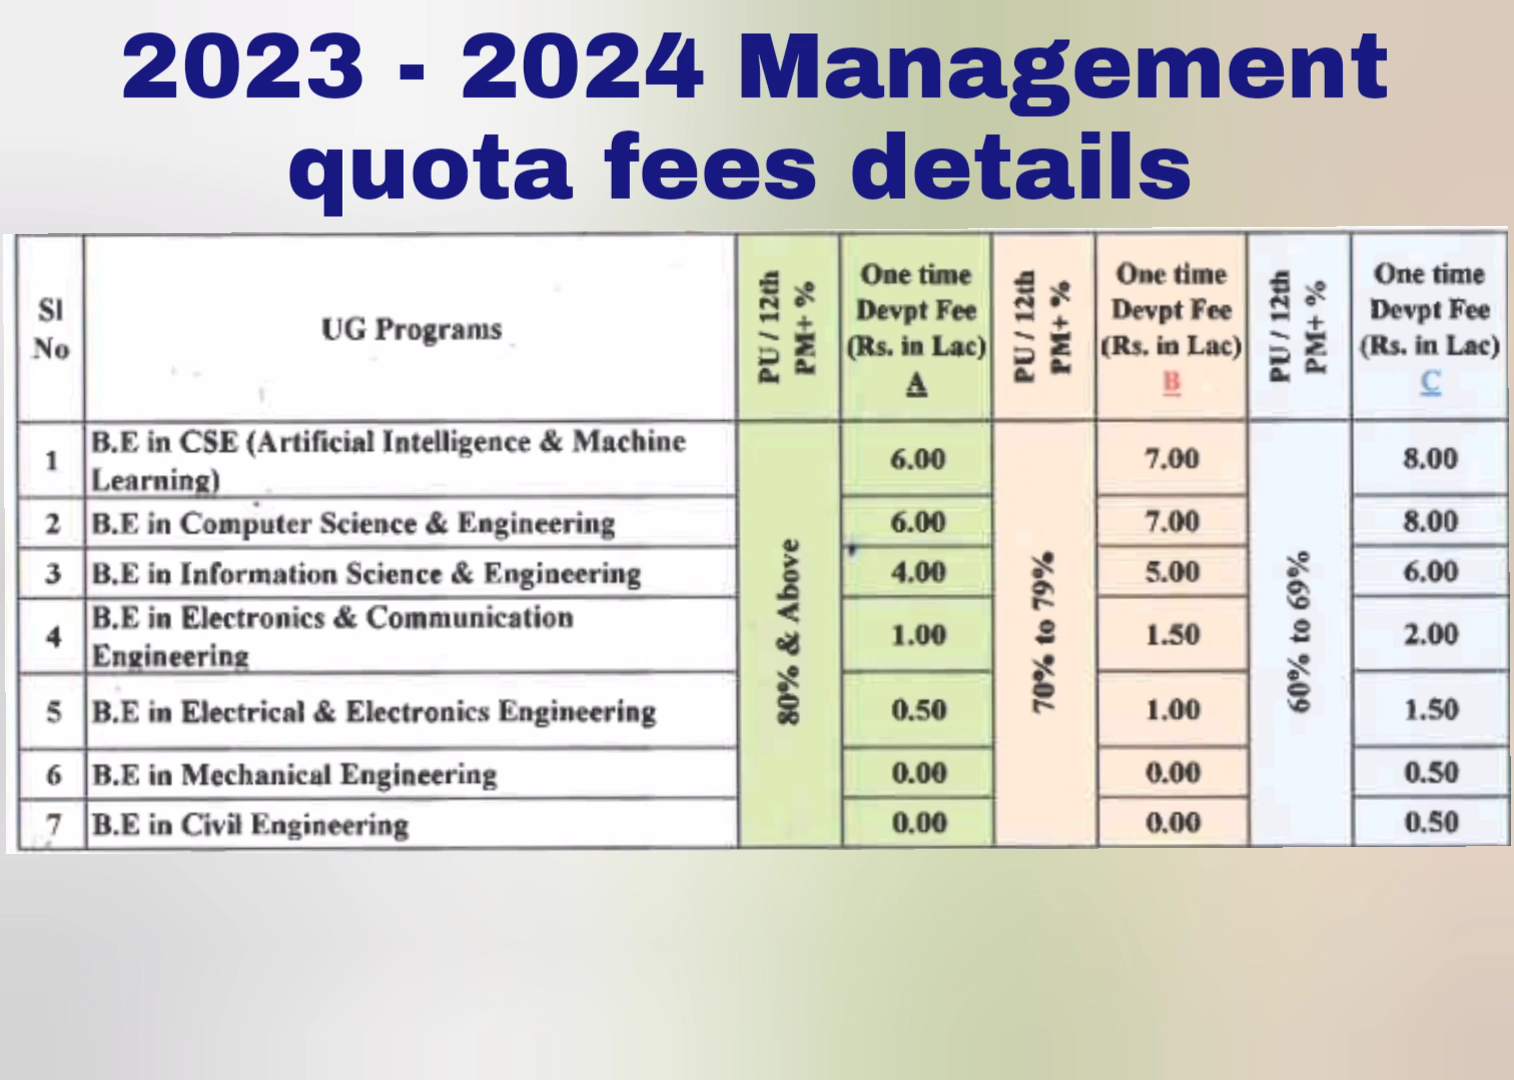 2023 - 2024 Management
quota fees details
Sl No | UG Programs | PU / 12th PM+ % | One time Devpt Fee (Rs. in Lac) A | PU / 12th PM+ % | One time Devpt Fee (Rs. in Lac) B | PU / 12th PM+ % | One time Devpt Fee (Rs. in Lac) C
1 | B.E in CSE (Artificial Intelligence & Machine Learning) | 80% & Above | 6.00 | 70% to 79% | 7.00 | 60% to 69% | 8.00
2 | B.E in Computer Science & Engineering | 6.00 | 7.00 | 8.00
3 | B.E in Information Science & Engineering | 4.00 | 5.00 | 6.00
4 | B.E in Electronics & Communication Engineering | 1.00 | 1.50 | 2.00
5 | B.E in Electrical & Electronics Engineering | 0.50 | 1.00 | 1.50
6 | B.E in Mechanical Engineering | 0.00 | 0.00 | 0.50
7 | B.E in Civil Engineering | 0.00 | 0.00 | 0.50